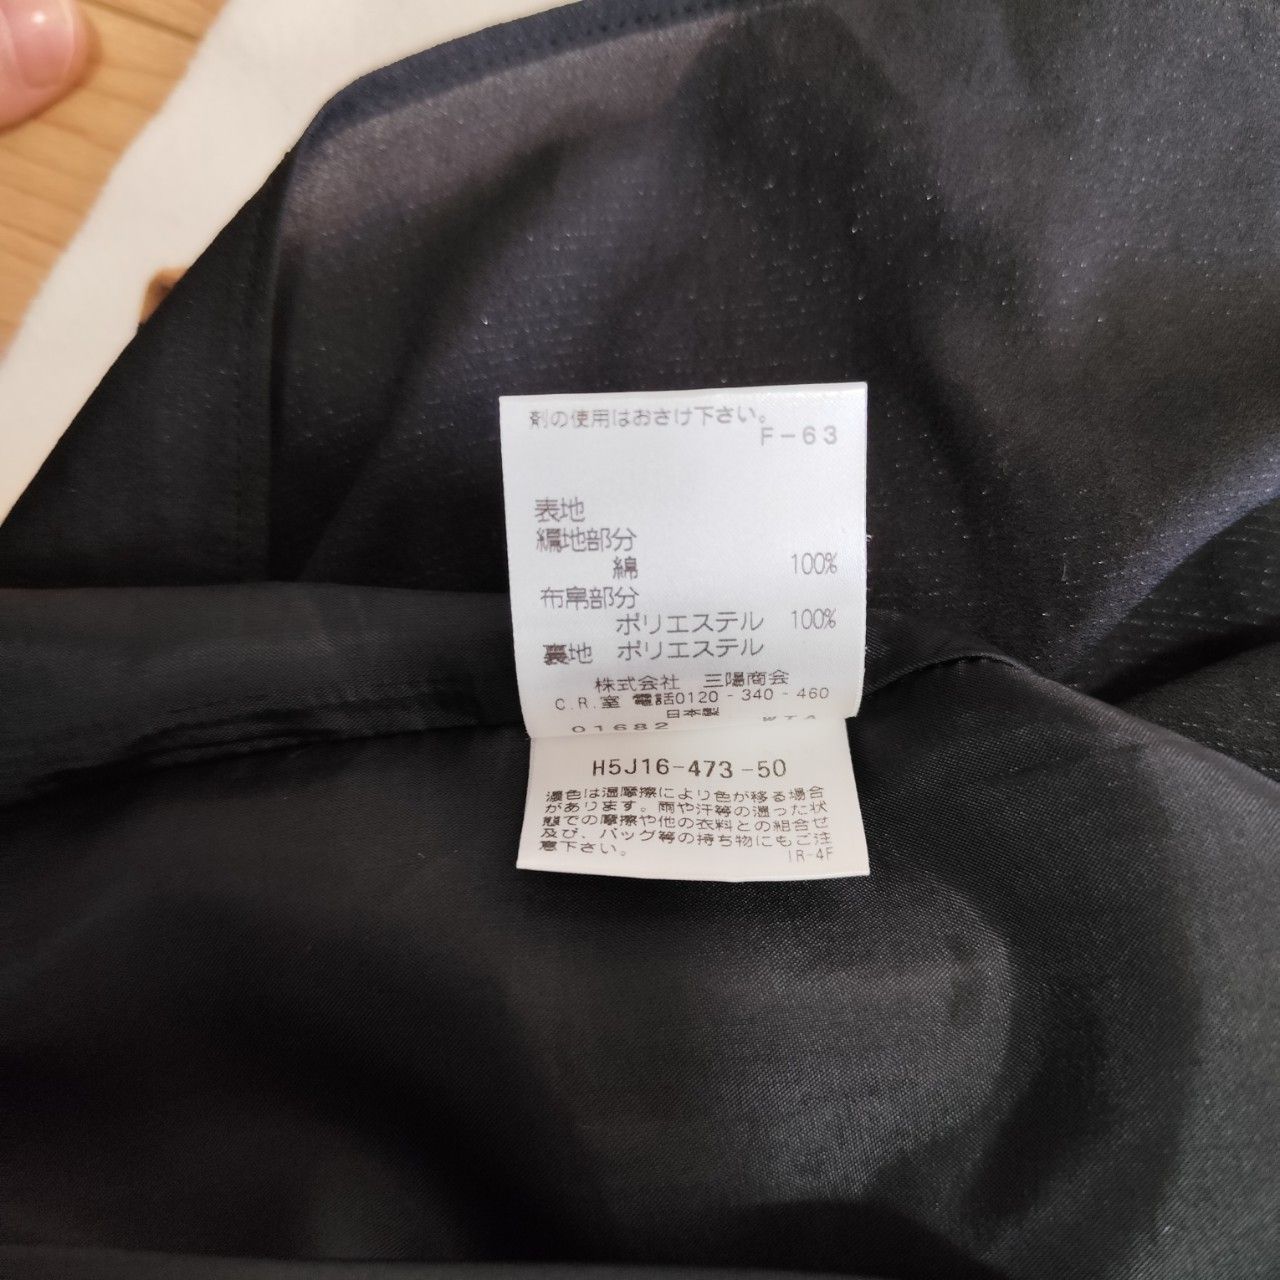 剤の使用はおさけ下さい。
F-63
表地
編地部分
綿 100%
布帛部分
ポリエステル 100%
裏地 ポリエステル
株式会社 三陽商会
C.R.室 電話0120-340-460
日本製
01682
H5J16-473-50
濃色は湿摩擦により色が移る場合
があります。雨や汗等の湿った状
態での摩擦や他の衣料との組合せ
及び、バッグ等の持ち物にもご注
意下さい。
IR-4F